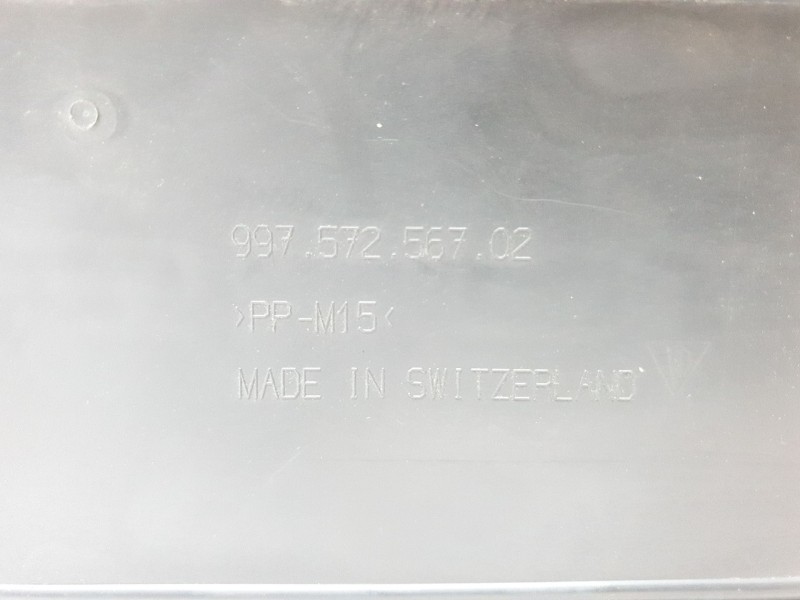 997.572.567.02
>PP-M15<
MADE IN SWITZERLAND